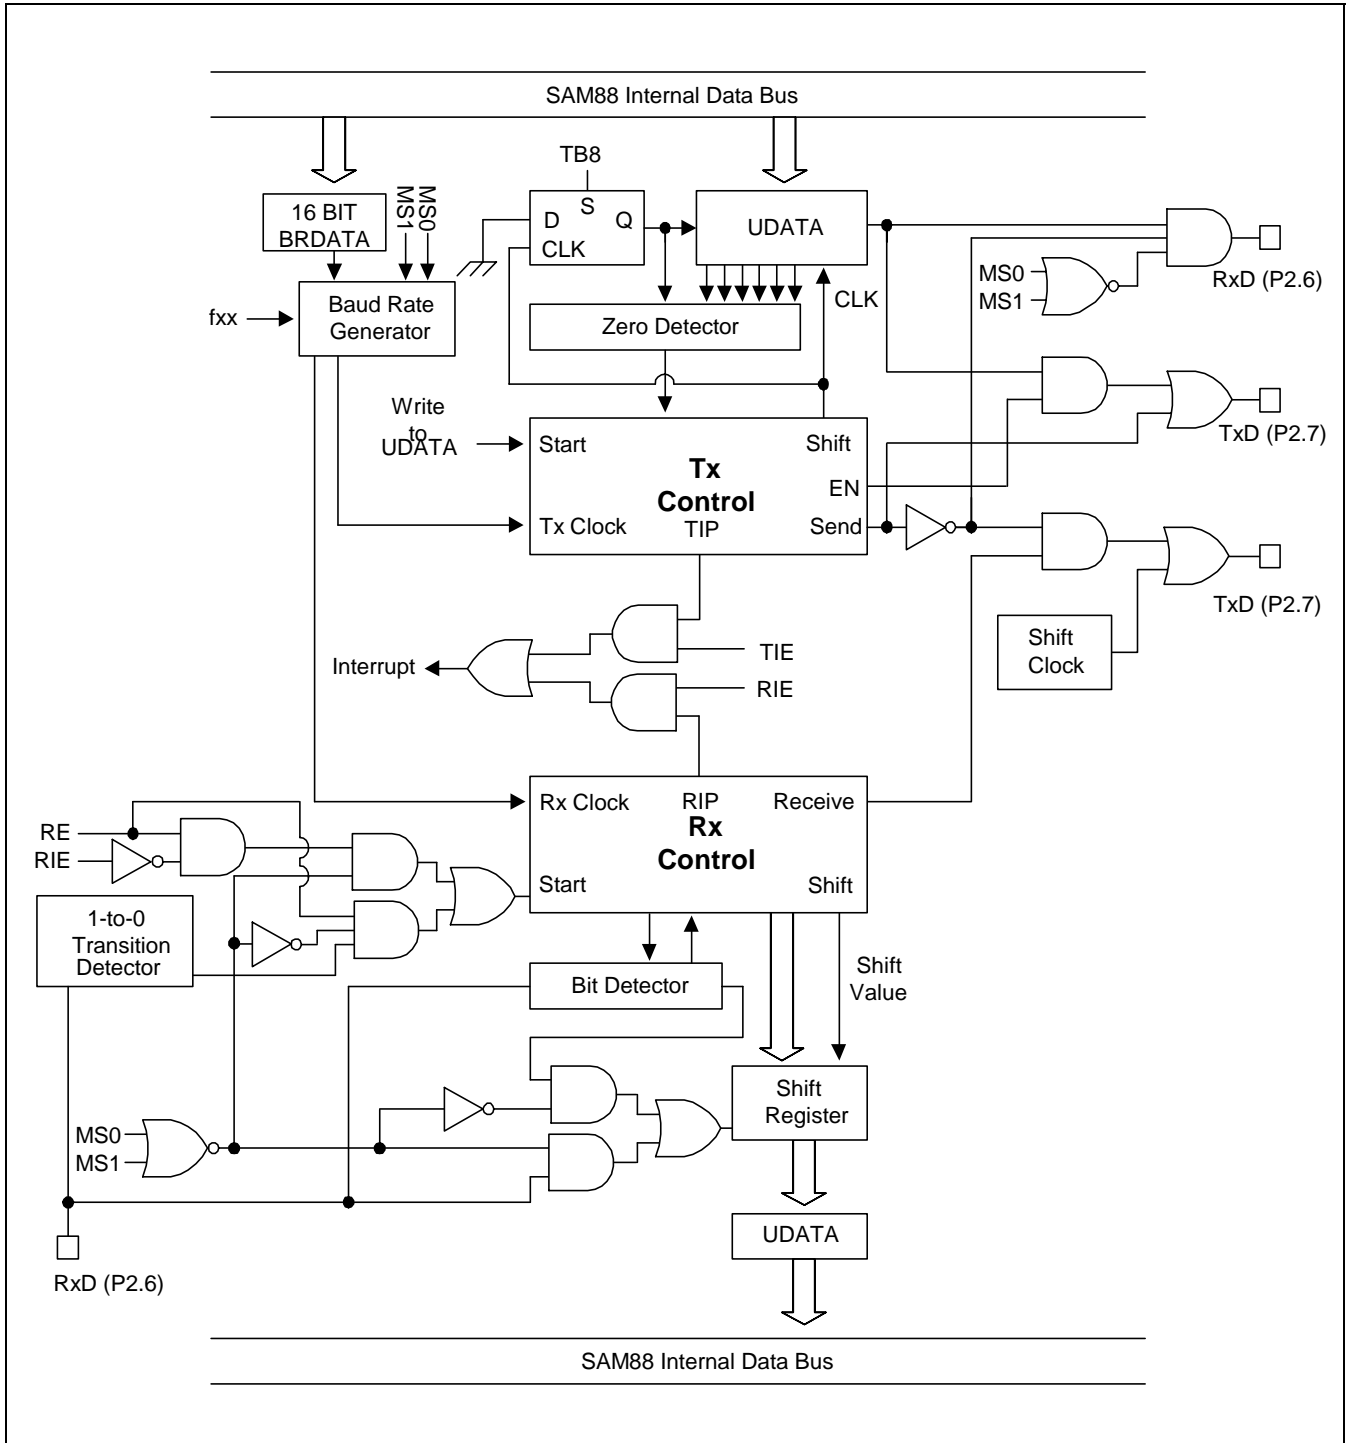 SAM88 Internal Data Bus
TB8
MS1
MS0
16 BIT
BRDATA
S
D
Q
CLK
UDATA
MS0
MS1
RxD (P2.6)
CLK
fxx
Baud Rate
Generator
Zero Detector
Write
to
UDATA
Start
Shift
Tx
Control
EN
Tx Clock
TIP
Send
TxD (P2.7)
TxD (P2.7)
Shift
Clock
Interrupt
TIE
RIE
Rx Clock
RIP
Receive
Rx
Control
Start
Shift
RE
RIE
1-to-0
Transition
Detector
Bit Detector
Shift
Value
Shift
Register
MS0
MS1
UDATA
RxD (P2.6)
SAM88 Internal Data Bus